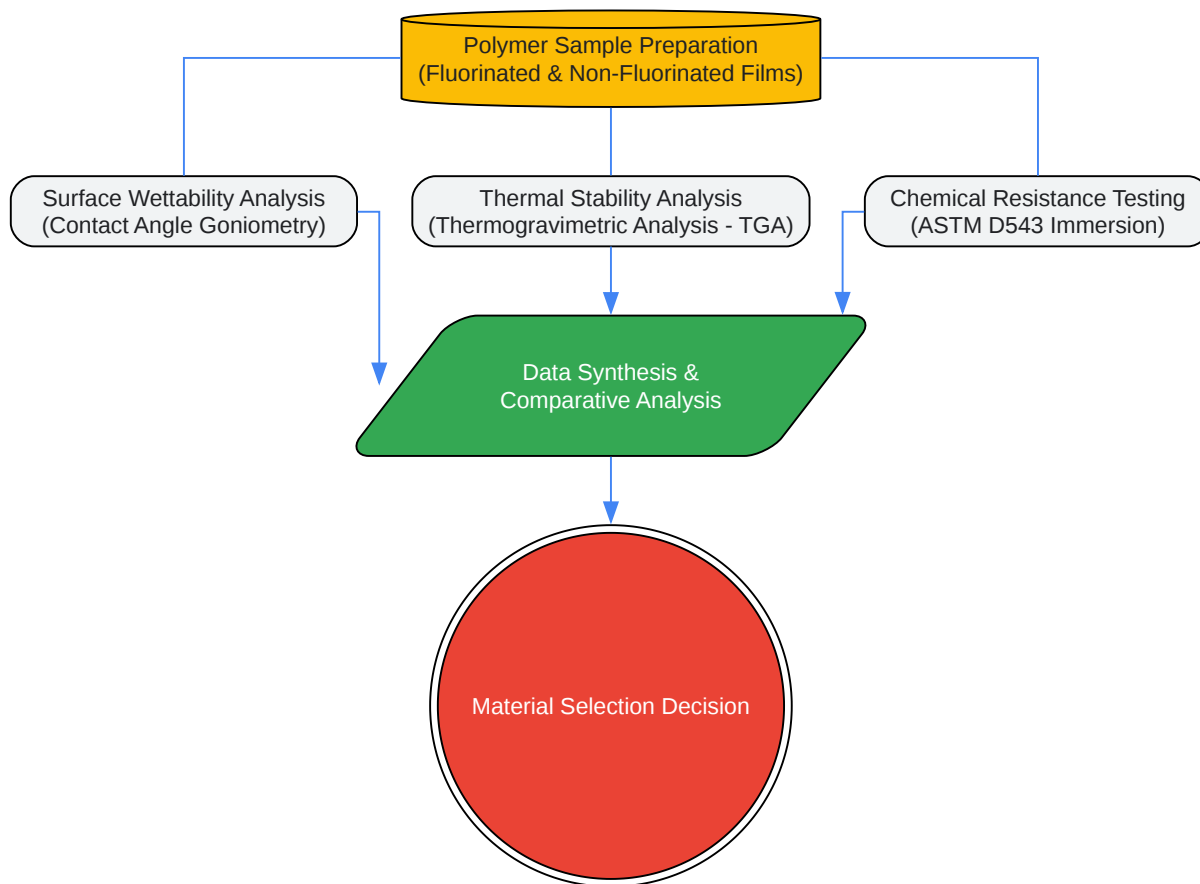 Polymer Sample Preparation
(Fluorinated & Non-Fluorinated Films)
Surface Wettability Analysis
(Contact Angle Goniometry)
Thermal Stability Analysis
(Thermogravimetric Analysis - TGA)
Chemical Resistance Testing
(ASTM D543 Immersion)
Data Synthesis &
Comparative Analysis
Material Selection Decision